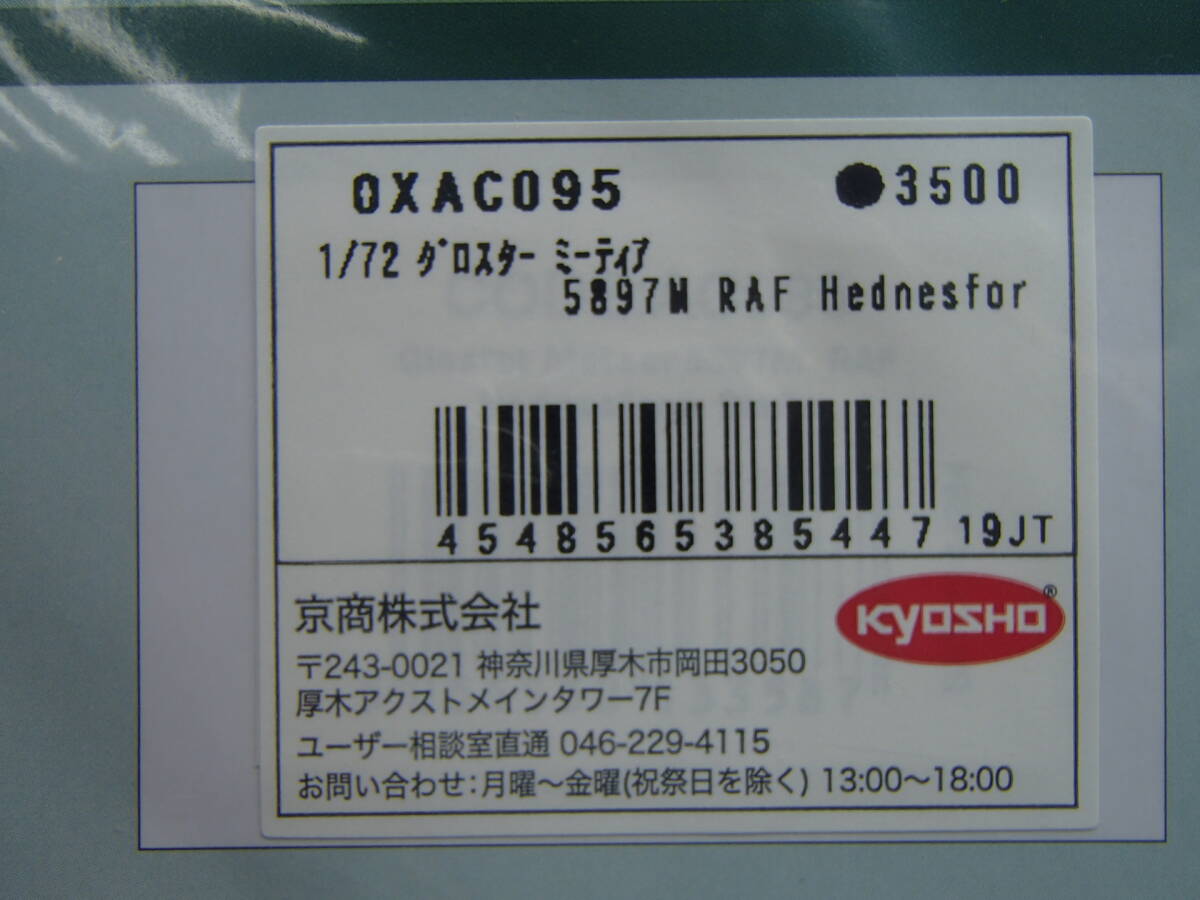 OXAC095 ●3500
1/72 ｸﾞﾛｽﾀｰ ﾐｰﾃｨｱ
5897M RAF Hednesfor
4548565385447 19JT
京商株式会社
KYOSHO®
〒243-0021 神奈川県厚木市岡田3050
厚木アクストメインタワー7F
ユーザー相談室直通 046-229-4115
お問い合わせ:月曜〜金曜(祝祭日を除く) 13:00〜18:00